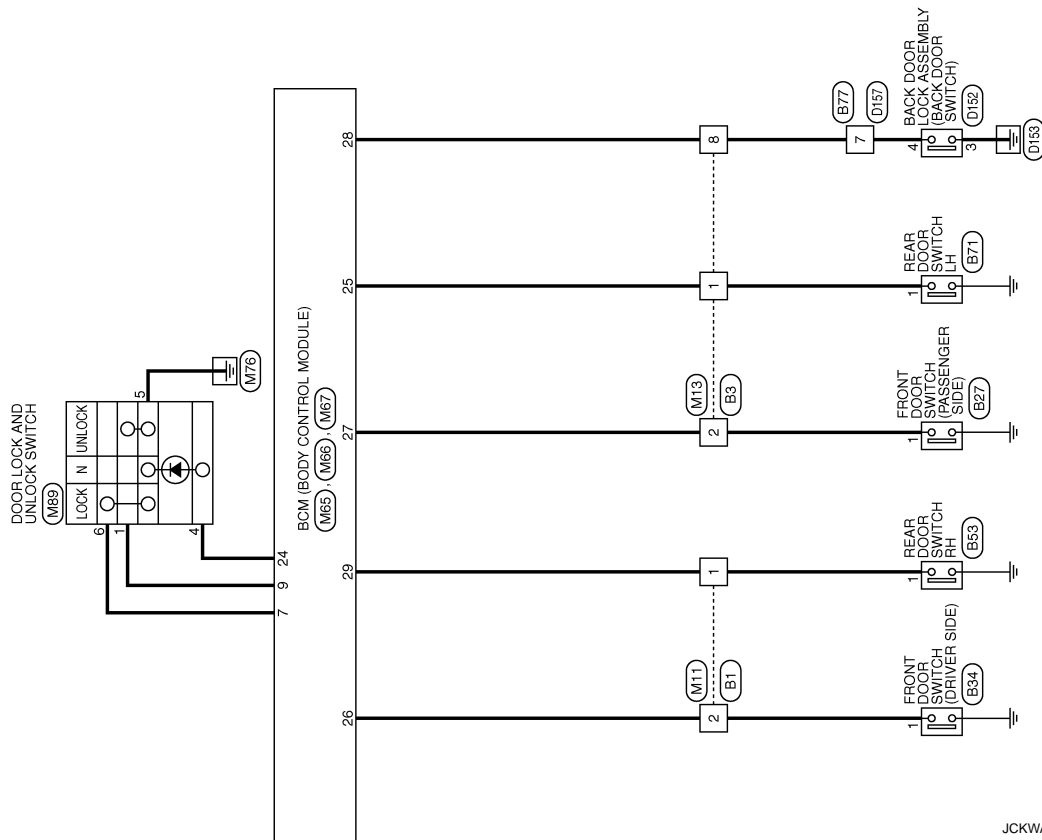 DOOR LOCK AND
UNLOCK SWITCH
M89
LOCK
N
UNLOCK
6
1
4
5
M76
7
9
24
BCM (BODY CONTROL MODULE)
M65 , M66 , M67
26
29
27
25
28
M11
B1
2
1
M13
B3
2
1
8
B77
D157
7
1
FRONT
DOOR
SWITCH
(DRIVER SIDE)
B34
1
REAR
DOOR
SWITCH
RH
B53
1
FRONT
DOOR
SWITCH
(PASSENGER
SIDE)
B27
1
REAR
DOOR
SWITCH
LH
B71
4
3
BACK DOOR
LOCK ASSEMBLY
(BACK DOOR
SWITCH)
D152
D153
JCKWA